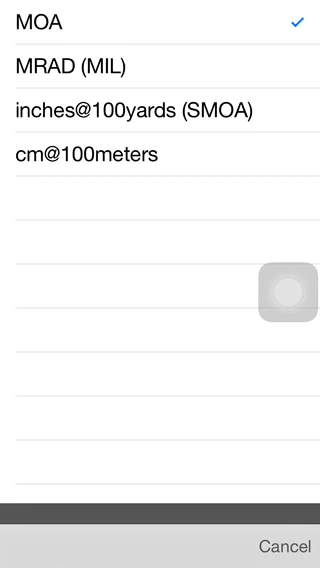 MOA
MRAD (MIL)
inches@100yards (SMOA)
cm@100meters
Cancel